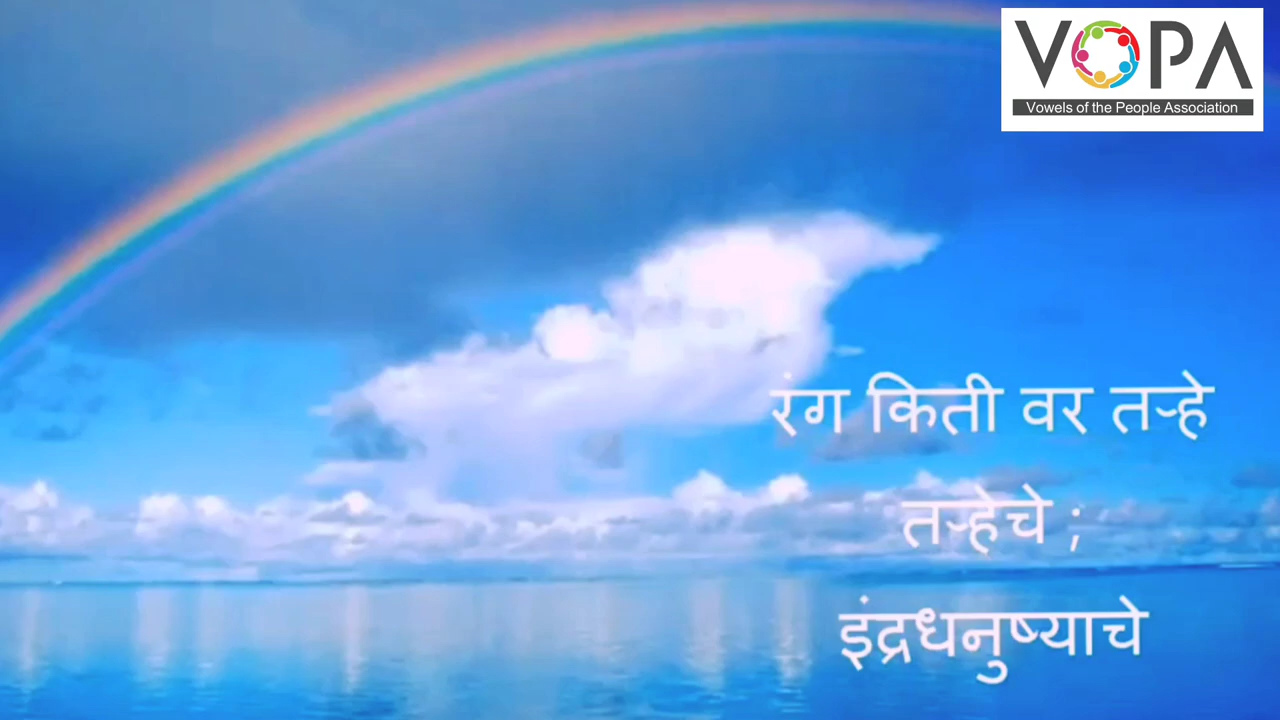 VOPA
Vowels of the People Association
रंग किती वर तऱ्हे
तऱ्हेचे ;
इंद्रधनुष्याचे